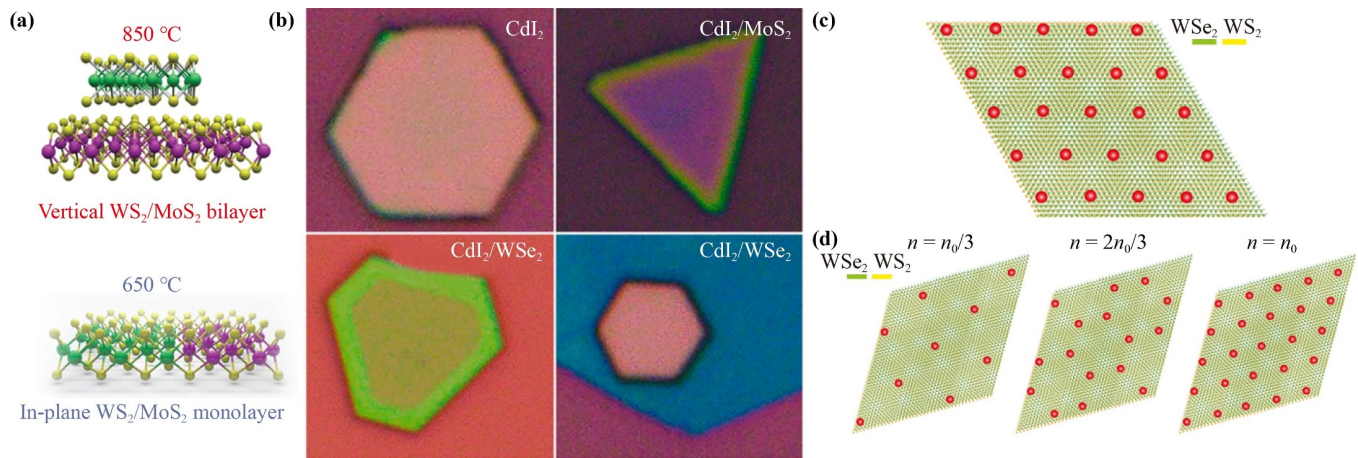 (a)
850 °C
Vertical WS₂/MoS₂ bilayer
650 °C
In-plane WS₂/MoS₂ monolayer
(b)
CdI₂
CdI₂/MoS₂
CdI₂/WSe₂
CdI₂/WSe₂
(c)
WSe₂ WS₂
(d)
n = n₀/3
n = 2n₀/3
n = n₀
WSe₂ WS₂